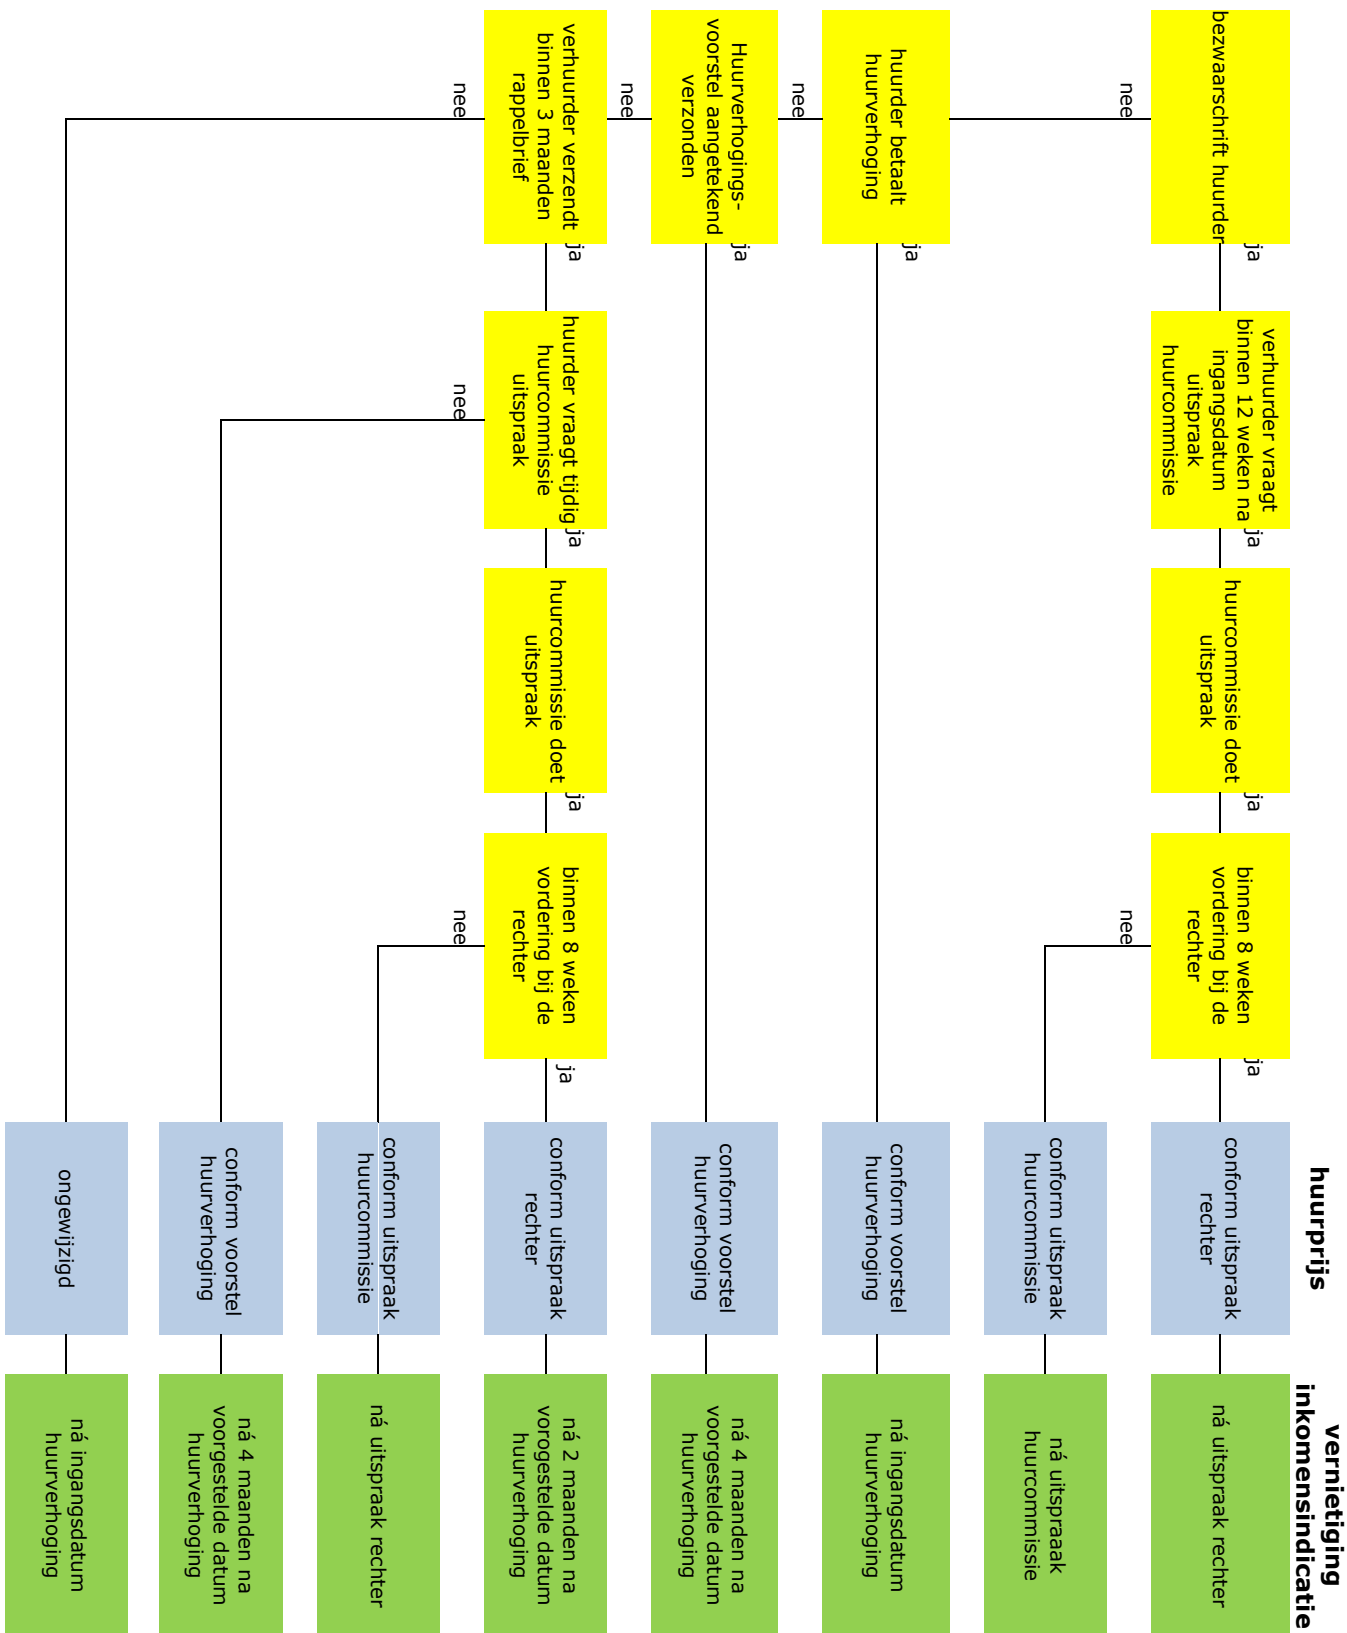 huurprijs
vernietiging
inkomensindicatie
bezwaarschrift huurder
ja
verhuurder vraagt
binnen 12 weken na
ingangsdatum
uitspraak
huurcommissie
ja
huurcommissie doet
uitspraak
ja
binnen 8 weken
vordering bij de
rechter
ja
conform uitspraak
rechter
ná uitspraak rechter
nee
nee
conform uitspraak
huurcommissie
ná uitspraaak
huurcommissie
huurder betaalt
huurverhoging
ja
conform voorstel
huurverhoging
ná ingangsdatum
huurverhoging
nee
Huurverhogings-
voorstel aangetekend
verzonden
ja
conform voorstel
huurverhoging
ná 4 maanden na
voorgestelde datum
huurverhoging
nee
verhuurder verzendt
binnen 3 maanden
rappelbrief
ja
huurder vraagt tijdig
huurcommissie
uitspraak
ja
huurcommissie doet
uitspraak
ja
binnen 8 weken
vordering bij de
rechter
ja
conform uitspraak
rechter
ná 2 maanden na
vorogestelde datum
huurverhoging
nee
nee
nee
conform uitspraak
huurcommissie
ná uitspraak rechter
conform voorstel
huurverhoging
ná 4 maanden na
voorgestelde datum
huurverhoging
ongewijzigd
ná ingangsdatum
huurverhoging